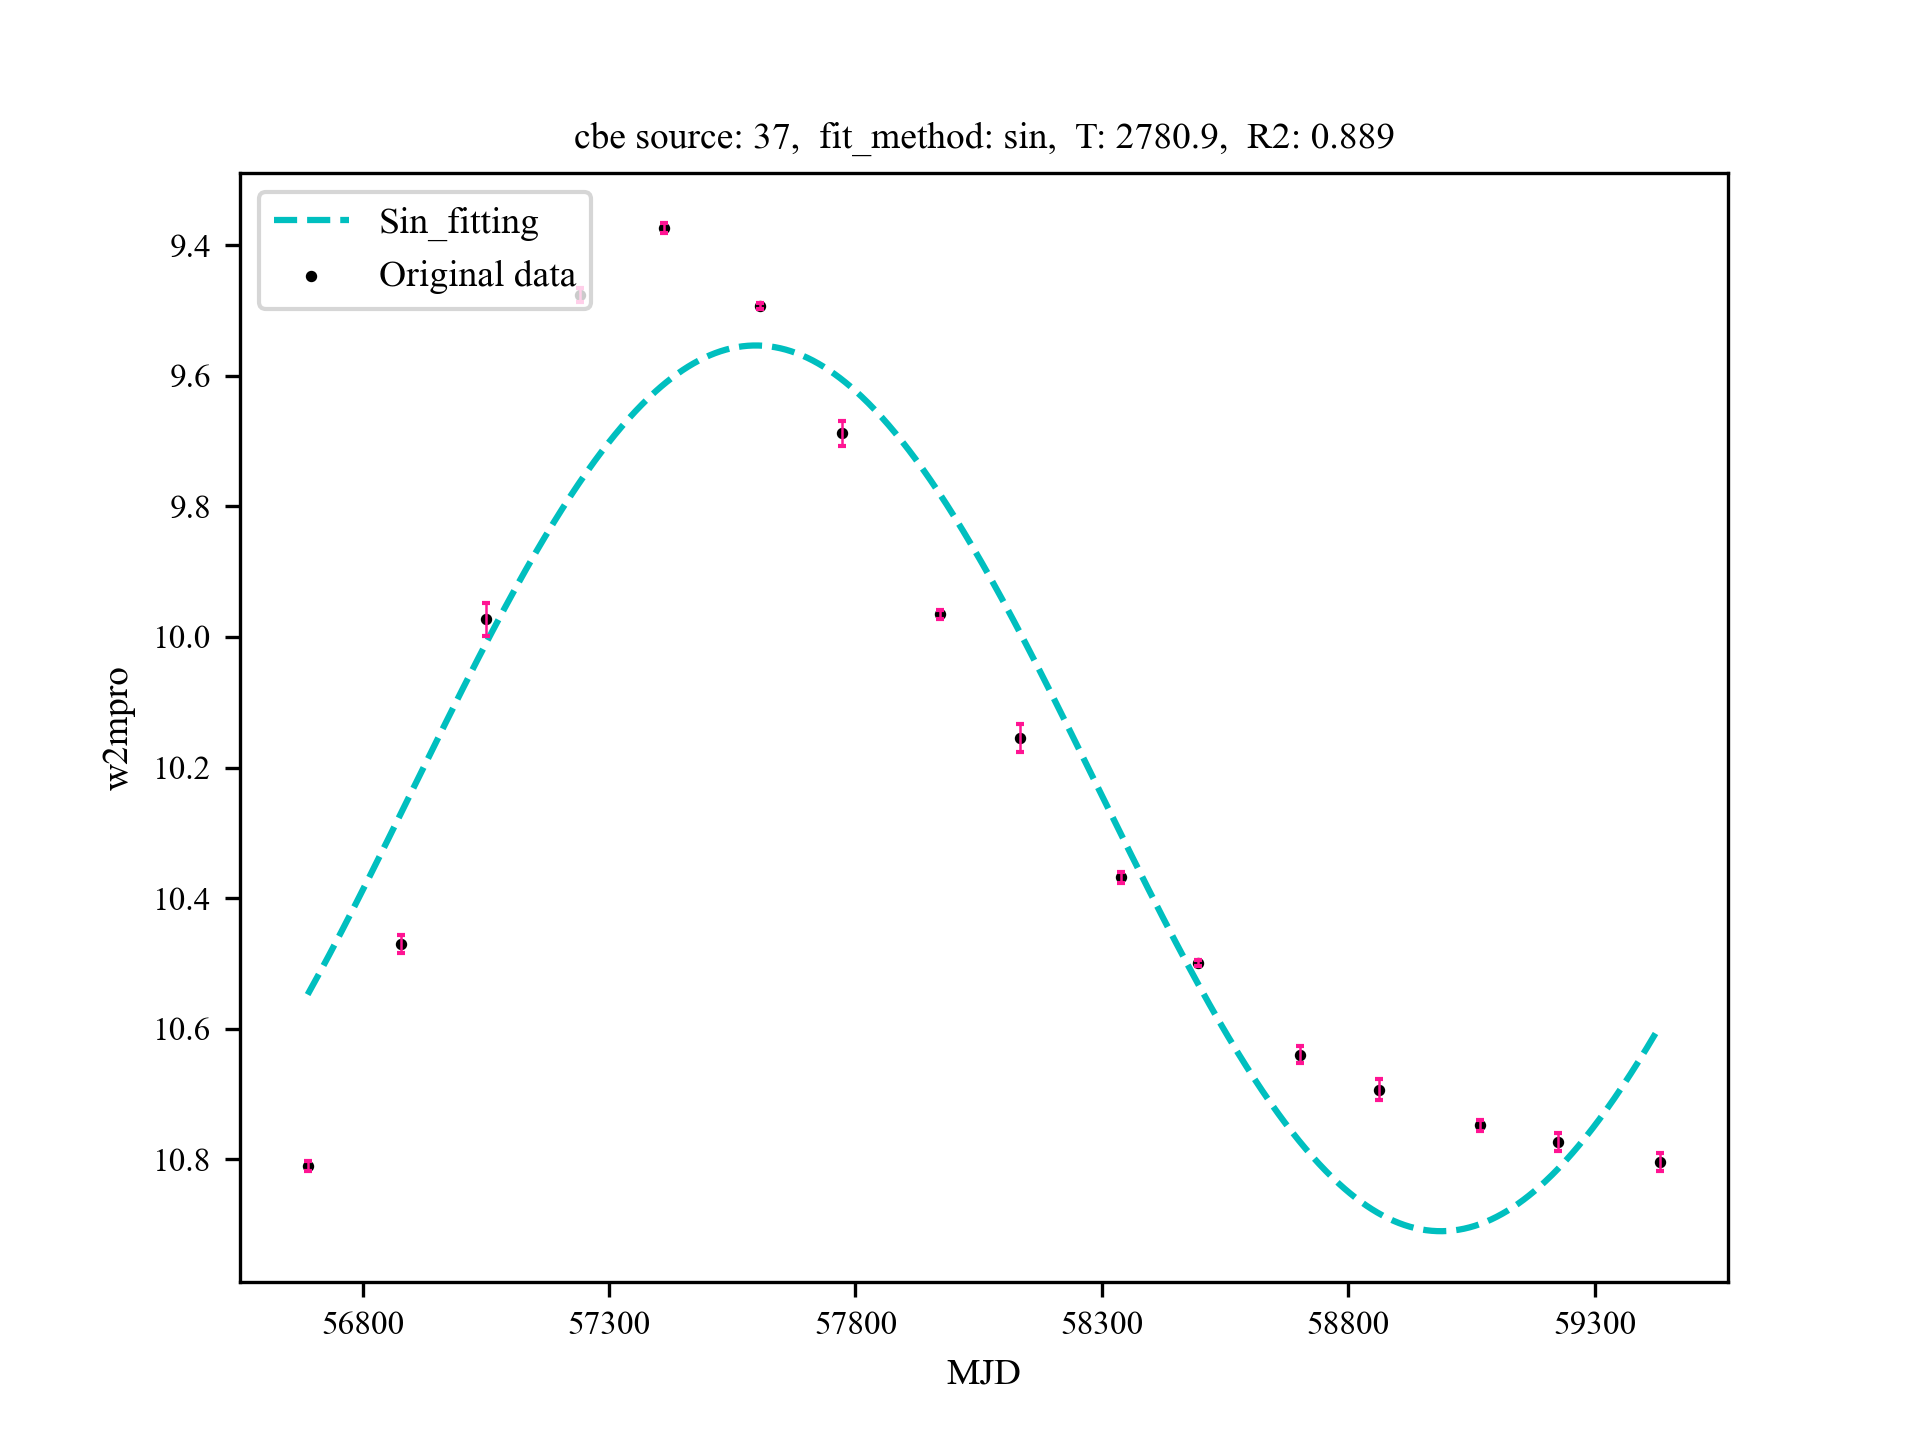 cbe source: 37,  fit_method: sin,  T: 2780.9,  R2: 0.889
Sin_fitting
Original data
9.4
9.6
9.8
10.0
10.2
10.4
10.6
10.8
w2mpro
56800
57300
57800
58300
58800
59300
MJD